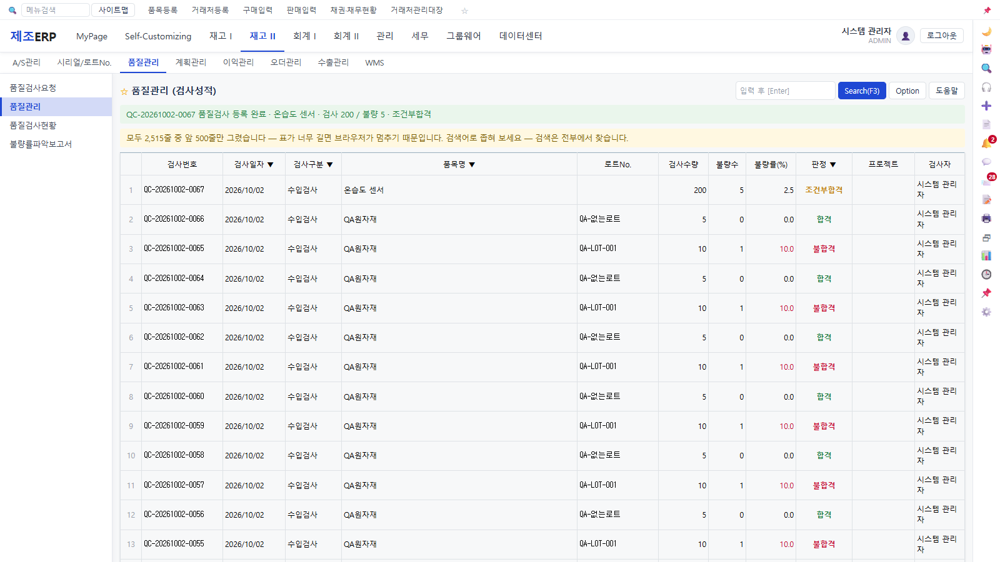 메뉴검색 사이트맵 품목등록 거래처등록 구매입력 판매입력 채권·채무현황 거래처관리대장 ☆
제조ERP MyPage Self-Customizing 재고 I 재고 II 회계 I 회계 II 관리 세무 그룹웨어 데이터센터 시스템 관리자 ADMIN 로그아웃
A/S관리 시리얼/로트No. 품질관리 계획관리 이익관리 오더관리 수출관리 WMS
품질검사요청
품질관리
품질검사현황
불량률파악보고서
☆ 품질관리 (검사성적) 입력 후 [Enter] Search(F3) Option 도움말
QC-20261002-0067 품질검사 등록 완료 · 온습도 센서 · 검사 200 / 불량 5 · 조건부합격
모두 2,515줄 중 앞 500줄만 그렸습니다 — 표가 너무 길면 브라우저가 멈추기 때문입니다. 검색어로 좁혀 보세요 — 검색은 전부에서 찾습니다.
검사번호 검사일자 ▼ 검사구분 ▼ 품목명 ▼ 로트No. 검사수량 불량수 불량률(%) 판정 ▼ 프로젝트 검사자
1 QC-20261002-0067 2026/10/02 수입검사 온습도 센서 200 5 2.5 조건부합격 시스템 관리자
2 QC-20261002-0066 2026/10/02 수입검사 QA원자재 QA-없는로트 5 0 0.0 합격 시스템 관리자
3 QC-20261002-0065 2026/10/02 수입검사 QA원자재 QA-LOT-001 10 1 10.0 불합격 시스템 관리자
4 QC-20261002-0064 2026/10/02 수입검사 QA원자재 QA-없는로트 5 0 0.0 합격 시스템 관리자
5 QC-20261002-0063 2026/10/02 수입검사 QA원자재 QA-LOT-001 10 1 10.0 불합격 시스템 관리자
6 QC-20261002-0062 2026/10/02 수입검사 QA원자재 QA-없는로트 5 0 0.0 합격 시스템 관리자
7 QC-20261002-0061 2026/10/02 수입검사 QA원자재 QA-LOT-001 10 1 10.0 불합격 시스템 관리자
8 QC-20261002-0060 2026/10/02 수입검사 QA원자재 QA-없는로트 5 0 0.0 합격 시스템 관리자
9 QC-20261002-0059 2026/10/02 수입검사 QA원자재 QA-LOT-001 10 1 10.0 불합격 시스템 관리자
10 QC-20261002-0058 2026/10/02 수입검사 QA원자재 QA-없는로트 5 0 0.0 합격 시스템 관리자
11 QC-20261002-0057 2026/10/02 수입검사 QA원자재 QA-LOT-001 10 1 10.0 불합격 시스템 관리자
12 QC-20261002-0056 2026/10/02 수입검사 QA원자재 QA-없는로트 5 0 0.0 합격 시스템 관리자
13 QC-20261002-0055 2026/10/02 수입검사 QA원자재 QA-LOT-001 10 1 10.0 불합격 시스템 관리자
2
28